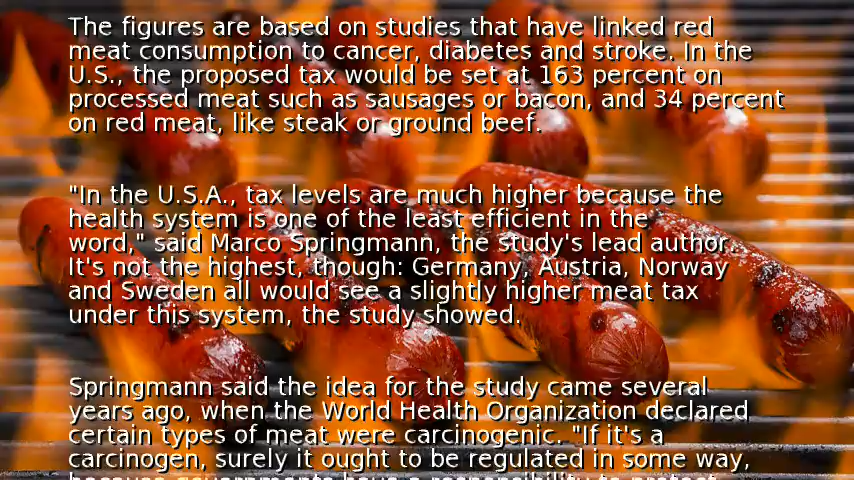 The figures are based on studies that have linked red
meat consumption to cancer, diabetes and stroke. In the
U.S., the proposed tax would be set at 163 percent on
processed meat such as sausages or bacon, and 34 percent
on red meat, like steak or ground beef.
"In the U.S.A., tax levels are much higher because the
health system is one of the least efficient in the
word," said Marco Springmann, the study's lead author.
It's not the highest, though: Germany, Austria, Norway
and Sweden all would see a slightly higher meat tax
under this system, the study showed.
Springmann said the idea for the study came several
years ago, when the World Health Organization declared
certain types of meat were carcinogenic. "If it's a
carcinogen, surely it ought to be regulated in some way,
because governments have a responsibility to protect